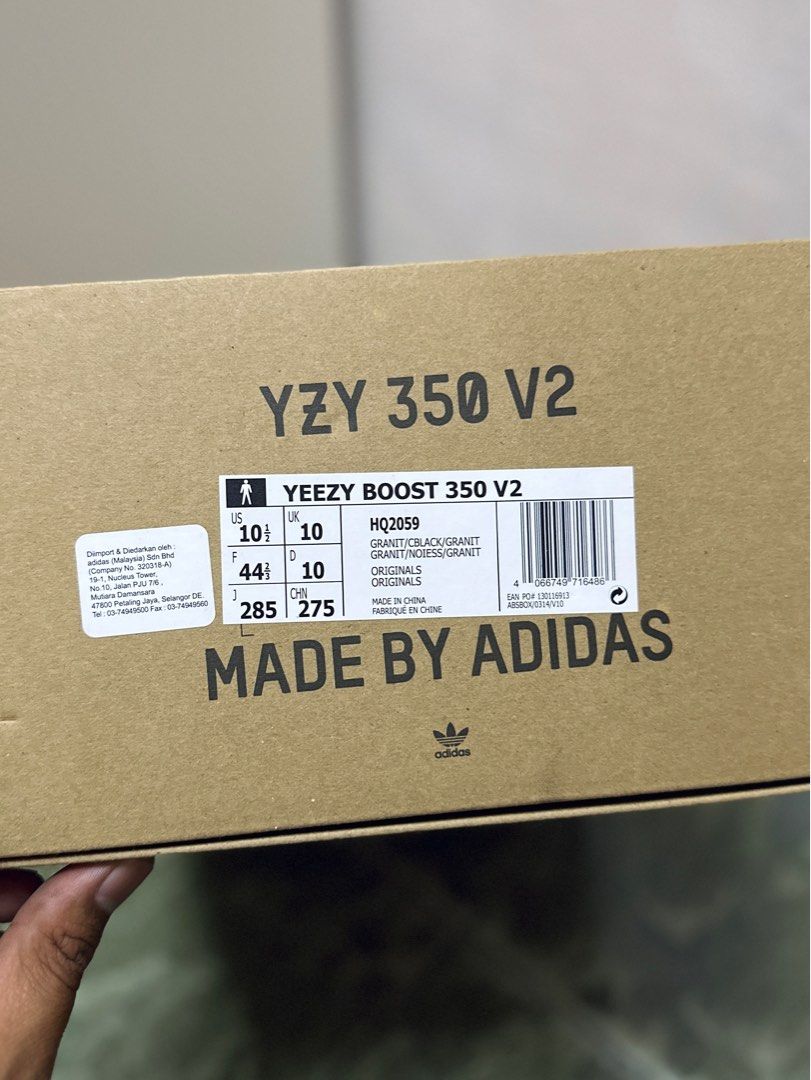 YZY 350 V2
YEEZY BOOST 350 V2
US
10½
UK
10
F
44⅔
D
10
J
285
CHN
275
HQ2059
GRANIT/CBLACK/GRANIT
GRANIT/NOIESS/GRANIT
ORIGINALS
ORIGINALS
MADE IN CHINA
FABRIQUÉ EN CHINE
4 066749 716486
EAN PO# 130116913
ABSBOX/0314/V10
Diimport & Diedarkan oleh :
adidas (Malaysia) Sdn Bhd
(Company No. 320318-A)
19-1, Nucleus Tower,
No.10, Jalan PJU 7/6 ,
Mutiara Damansara
47800 Petaling Jaya, Selangor DE.
Tel : 03-74949500 Fax : 03-74949560
MADE BY ADIDAS
adidas